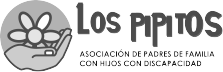 LOS PIPITOS
ASOCIACIÓN DE PADRES DE FAMILIA
CON HIJOS CON DISCAPACIDAD